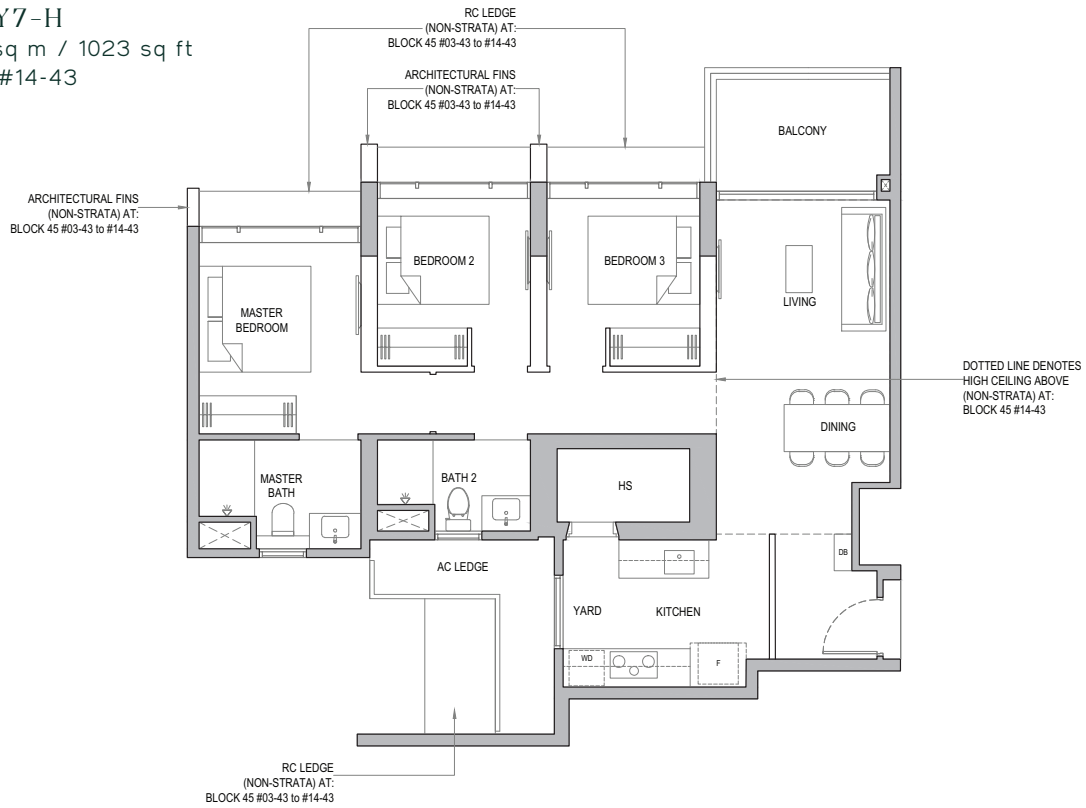 Y7-H
sq m / 1023 sq ft
#14-43
RC LEDGE
(NON-STRATA) AT:
BLOCK 45 #03-43 to #14-43
ARCHITECTURAL FINS
(NON-STRATA) AT:
BLOCK 45 #03-43 to #14-43
BALCONY
ARCHITECTURAL FINS
(NON-STRATA) AT:
BLOCK 45 #03-43 to #14-43
BEDROOM 2
BEDROOM 3
LIVING
MASTER
BEDROOM
DOTTED LINE DENOTES
HIGH CEILING ABOVE
(NON-STRATA) AT:
BLOCK 45 #14-43
DINING
MASTER
BATH
BATH 2
HS
AC LEDGE
DB
YARD
KITCHEN
WD
F
RC LEDGE
(NON-STRATA) AT:
BLOCK 45 #03-43 to #14-43